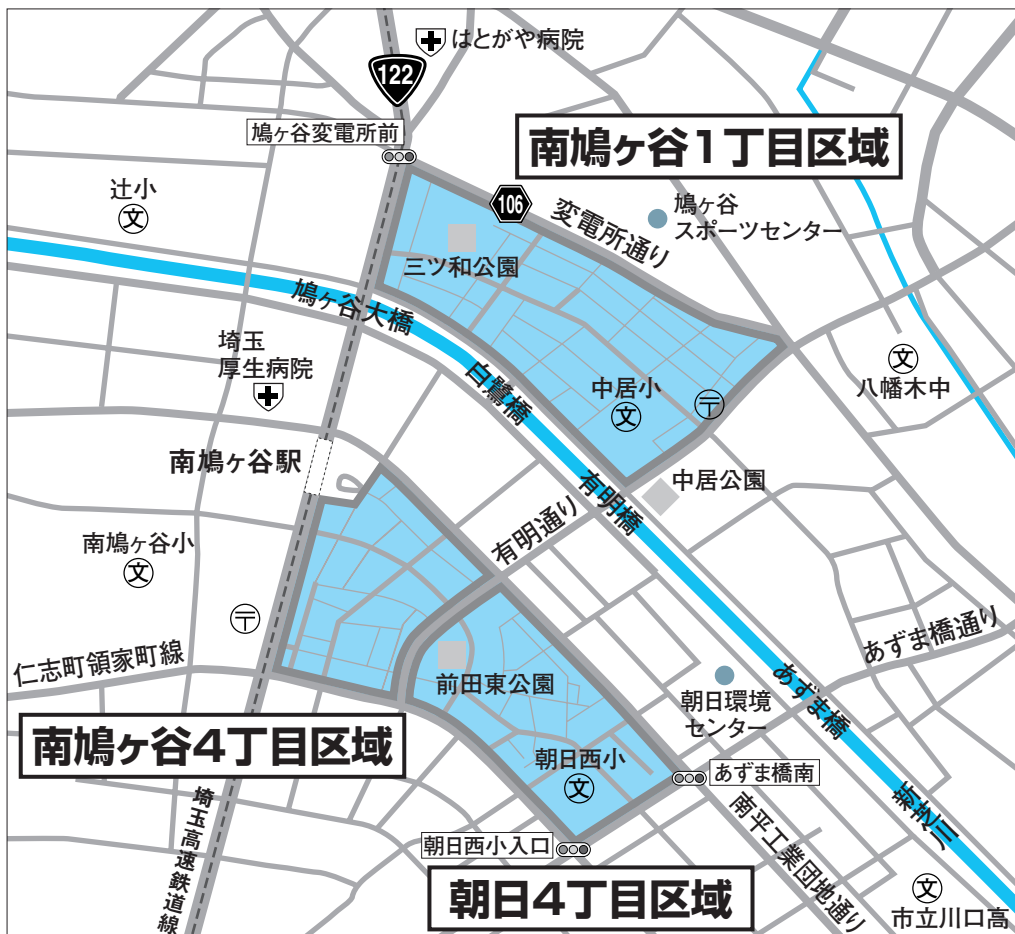 はとがや病院
122
鳩ヶ谷変電所前
南鳩ヶ谷1丁目区域
辻小
文
106
変電所通り
鳩ヶ谷
スポーツセンター
三ツ和公園
鳩ヶ谷大橋
埼玉
厚生病院
白鷺橋
中居小
文
〒
文
八幡木中
南鳩ヶ谷駅
有明橋
中居公園
有明通り
南鳩ヶ谷小
文
〒
あずま橋通り
仁志町領家町線
前田東公園
朝日環境
センター
あずま橋
南鳩ヶ谷4丁目区域
朝日西小
文
あずま橋南
埼玉高速鉄道線
新芝川
南平工業団地通り
朝日西小入口
朝日4丁目区域
文
市立川口高